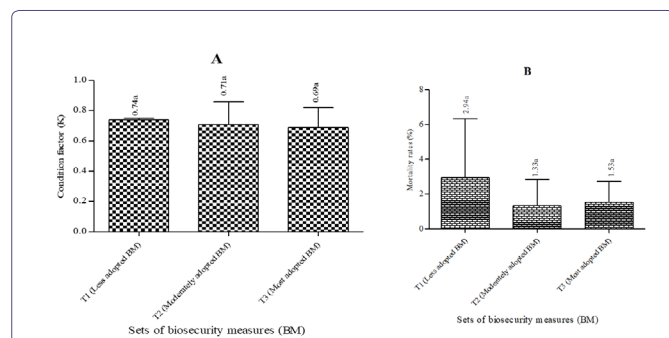 A
Condition factor (K)
1.0
0.8
0.6
0.4
0.2
0.0
0.74a
0.71a
0.69a
T1 (Less adopted BM)
T2 (Moderntely adopted BM)
T3 (Most adopted BM)
Sets of biosecurity measures (BM)
B
Mortality rates (%)
8
6
4
2
0
2.94a
1.33a
1.53a
T1 (Less adopted BM)
T2 (Moderately adopted BM)
T3 (Most adopted BM)
Sets of biosecurity measures (BM)